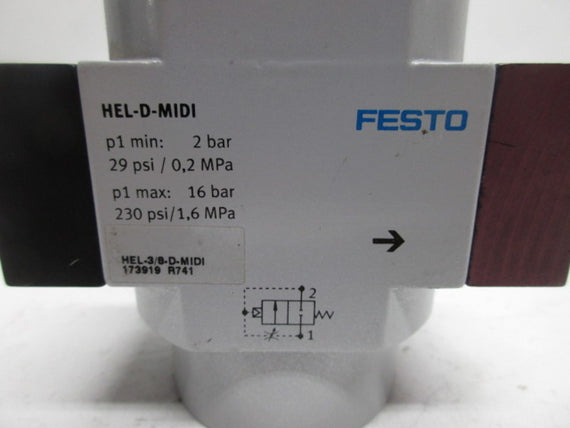 HEL-D-MIDI
FESTO
p1 min: 2 bar
29 psi / 0,2 MPa
p1 max: 16 bar
230 psi/1,6 MPa
HEL-3/8-D-MIDI
173919 R741
2
1